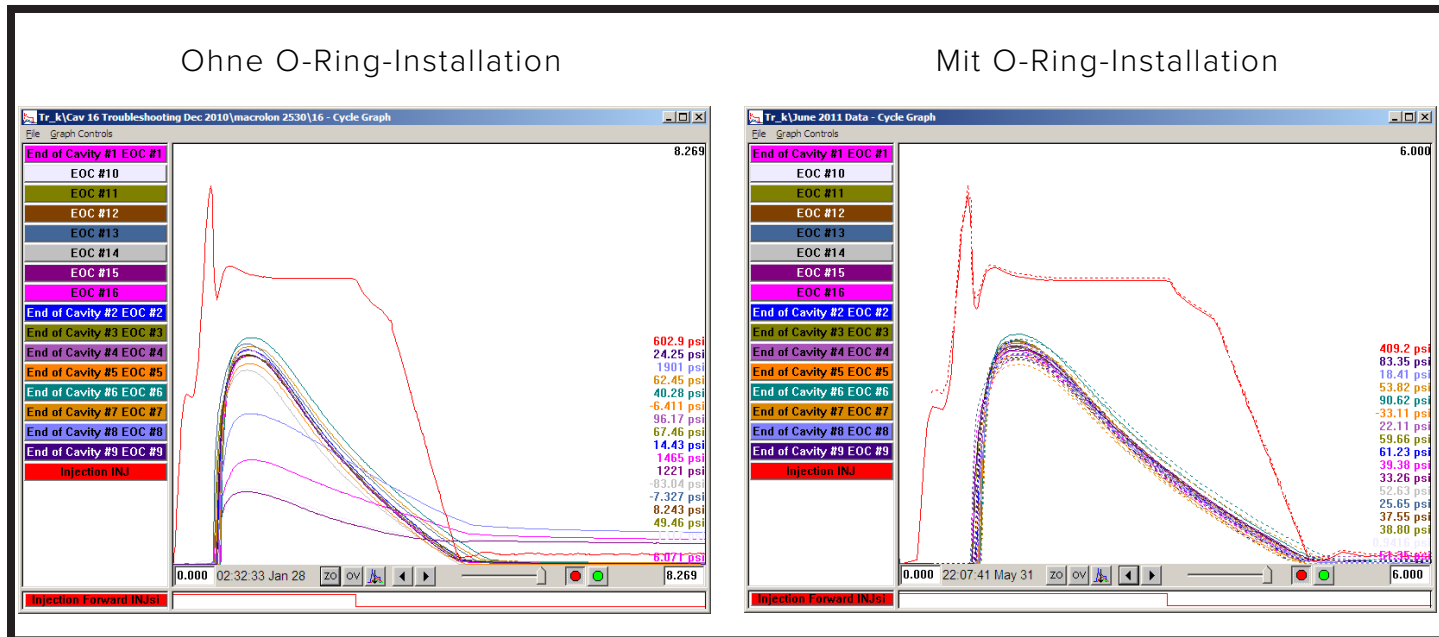 Ohne O-Ring-Installation
Tr_k\Cav 16 Troubleshooting Dec 2010\macrolon 2530\16 - Cycle Graph
File Graph Controls
End of Cavity #1 EOC #1
EOC #10
EOC #11
EOC #12
EOC #13
EOC #14
EOC #15
EOC #16
End of Cavity #2 EOC #2
End of Cavity #3 EOC #3
End of Cavity #4 EOC #4
End of Cavity #5 EOC #5
End of Cavity #6 EOC #6
End of Cavity #7 EOC #7
End of Cavity #8 EOC #8
End of Cavity #9 EOC #9
Injection INJ
8.269
602.9 psi
24.25 psi
1901 psi
62.45 psi
40.28 psi
-6.411 psi
96.17 psi
67.46 psi
14.43 psi
1465 psi
1221 psi
-83.04 psi
-7.327 psi
8.243 psi
49.46 psi
6.071 psi
0.000 02:32:33 Jan 28 ZO OV 8.269
Injection Forward INJsi
Mit O-Ring-Installation
Tr_k\June 2011 Data - Cycle Graph
File Graph Controls
End of Cavity #1 EOC #1
EOC #10
EOC #11
EOC #12
EOC #13
EOC #14
EOC #15
EOC #16
End of Cavity #2 EOC #2
End of Cavity #3 EOC #3
End of Cavity #4 EOC #4
End of Cavity #5 EOC #5
End of Cavity #6 EOC #6
End of Cavity #7 EOC #7
End of Cavity #8 EOC #8
End of Cavity #9 EOC #9
Injection INJ
6.000
409.2 psi
83.35 psi
18.41 psi
53.82 psi
90.62 psi
-33.11 psi
22.11 psi
59.66 psi
61.23 psi
39.38 psi
33.26 psi
52.63 psi
25.65 psi
37.55 psi
38.80 psi
0.000 22:07:41 May 31 ZO OV 6.000
Injection Forward INJsi